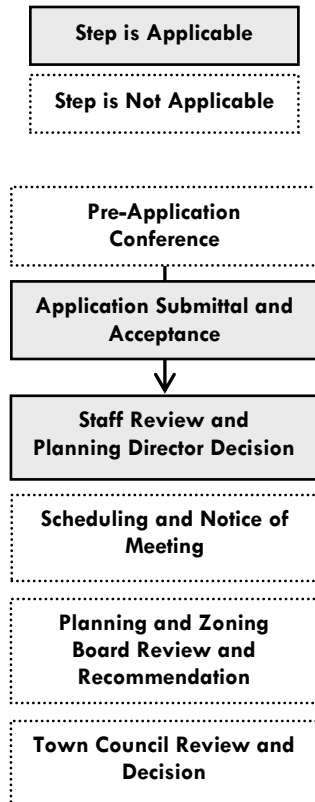 Step is Applicable
Step is Not Applicable
Pre-Application
Conference
Application Submittal and
Acceptance
Staff Review and
Planning Director Decision
Scheduling and Notice of
Meeting
Planning and Zoning
Board Review and
Recommendation
Town Council Review and
Decision